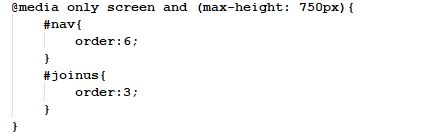 @media only screen and (max-height: 750px){
#nav{
order:6;
}
#joinus{
order:3;
}
}